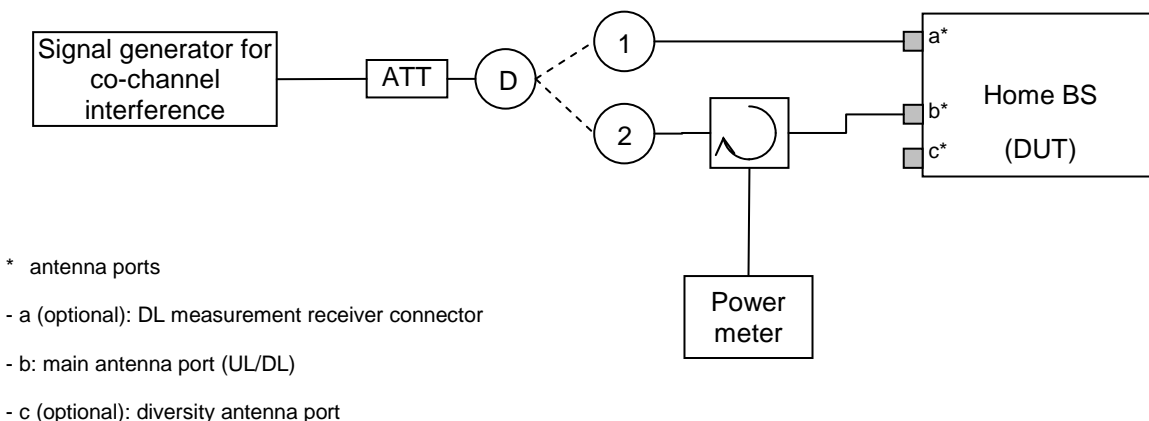 Signal generator for
co-channel
interference
ATT
D
1
2
a*
b*
c*
Home BS
(DUT)
Power
meter
* antenna ports
- a (optional): DL measurement receiver connector
- b: main antenna port (UL/DL)
- c (optional): diversity antenna port